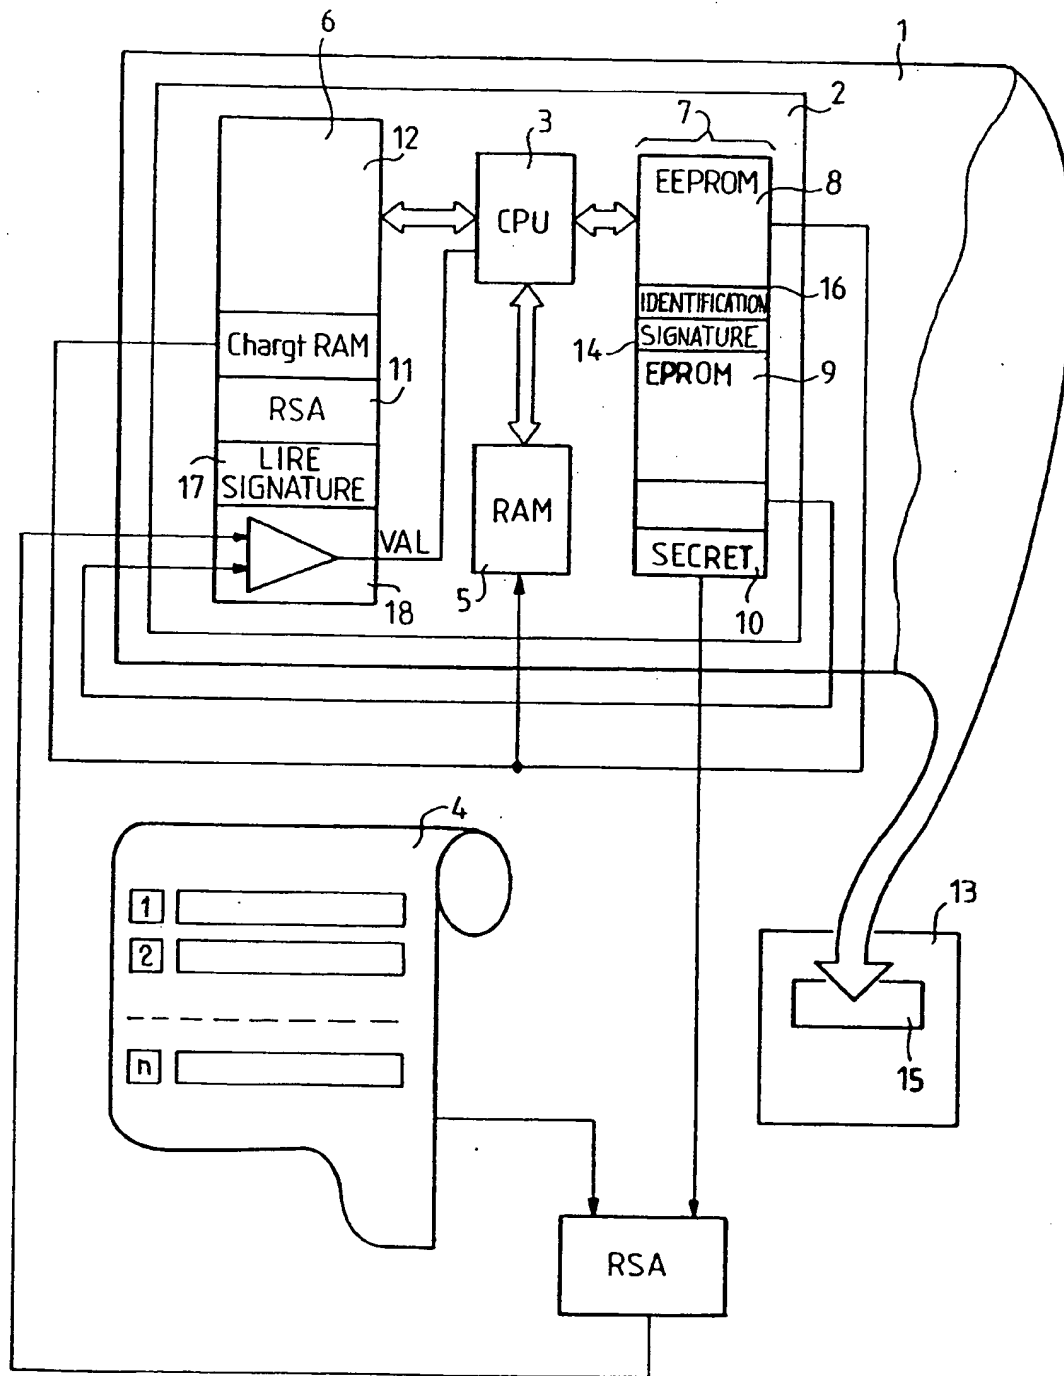 6
1
2
12
3
7
EEPROM
8
CPU
16
IDENTIFICATION
SIGNATURE
14
EPROM
9
Chargt RAM
11
RSA
LIRE
17
SIGNATURE
VAL
RAM
SECRET
5
18
10
4
1
2
n
13
15
RSA